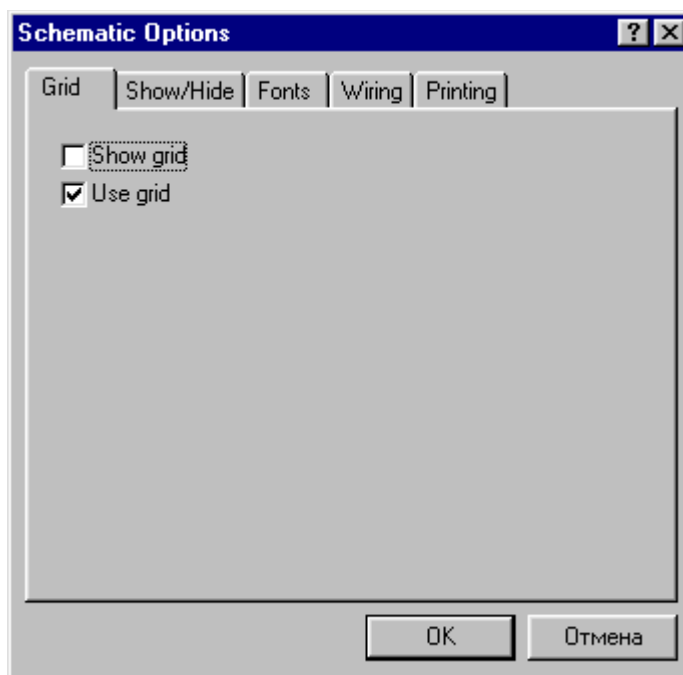 Schematic Options
Grid Show/Hide Fonts Wiring Printing
Show grid
Use grid
OK Отмена